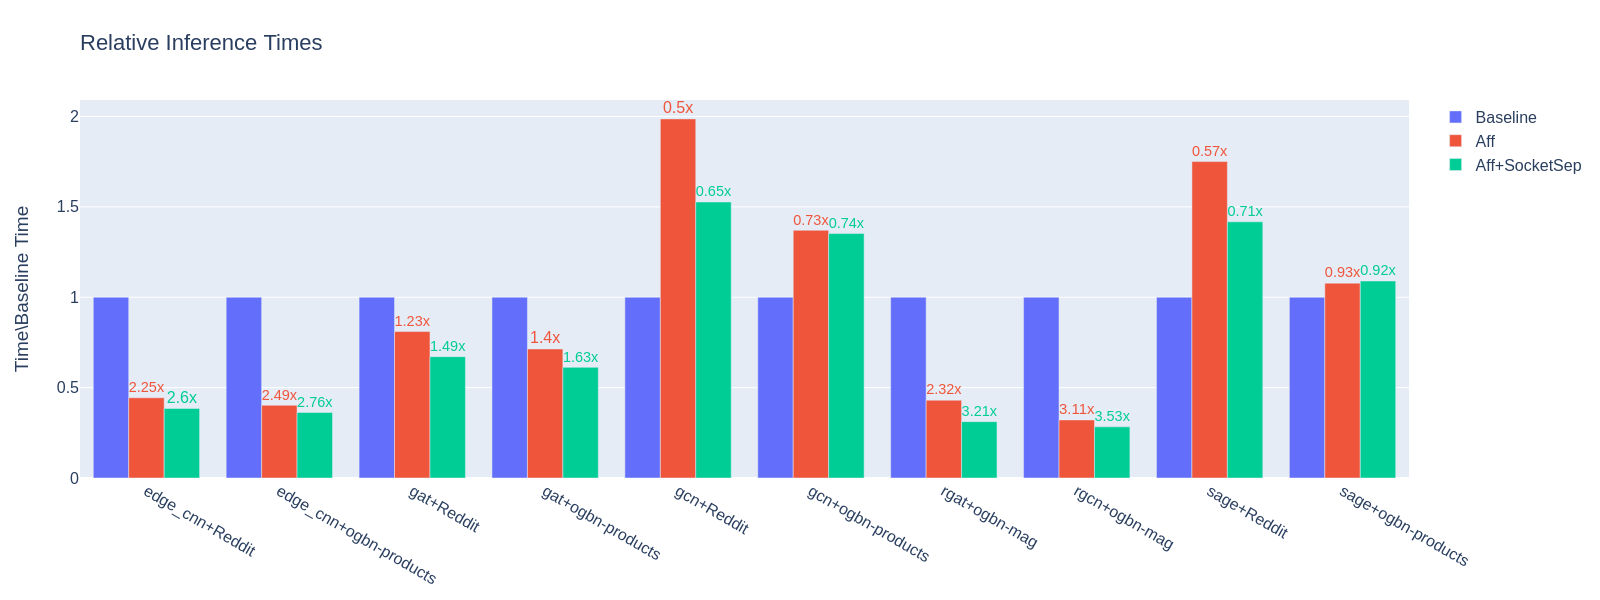 Relative Inference Times
Time\Baseline Time
2
1.5
1
0.5
0
2.25x
2.6x
2.49x
2.76x
1.23x
1.49x
1.4x
1.63x
0.5x
0.65x
0.73x
0.74x
2.32x
3.21x
3.11x
3.53x
0.57x
0.71x
0.93x
0.92x
edge_cnn+Reddit
edge_cnn+ogbn-products
gat+Reddit
gat+ogbn-products
gcn+Reddit
gcn+ogbn-products
rgat+ogbn-mag
rgcn+ogbn-mag
sage+Reddit
sage+ogbn-products
Baseline
Aff
Aff+SocketSep